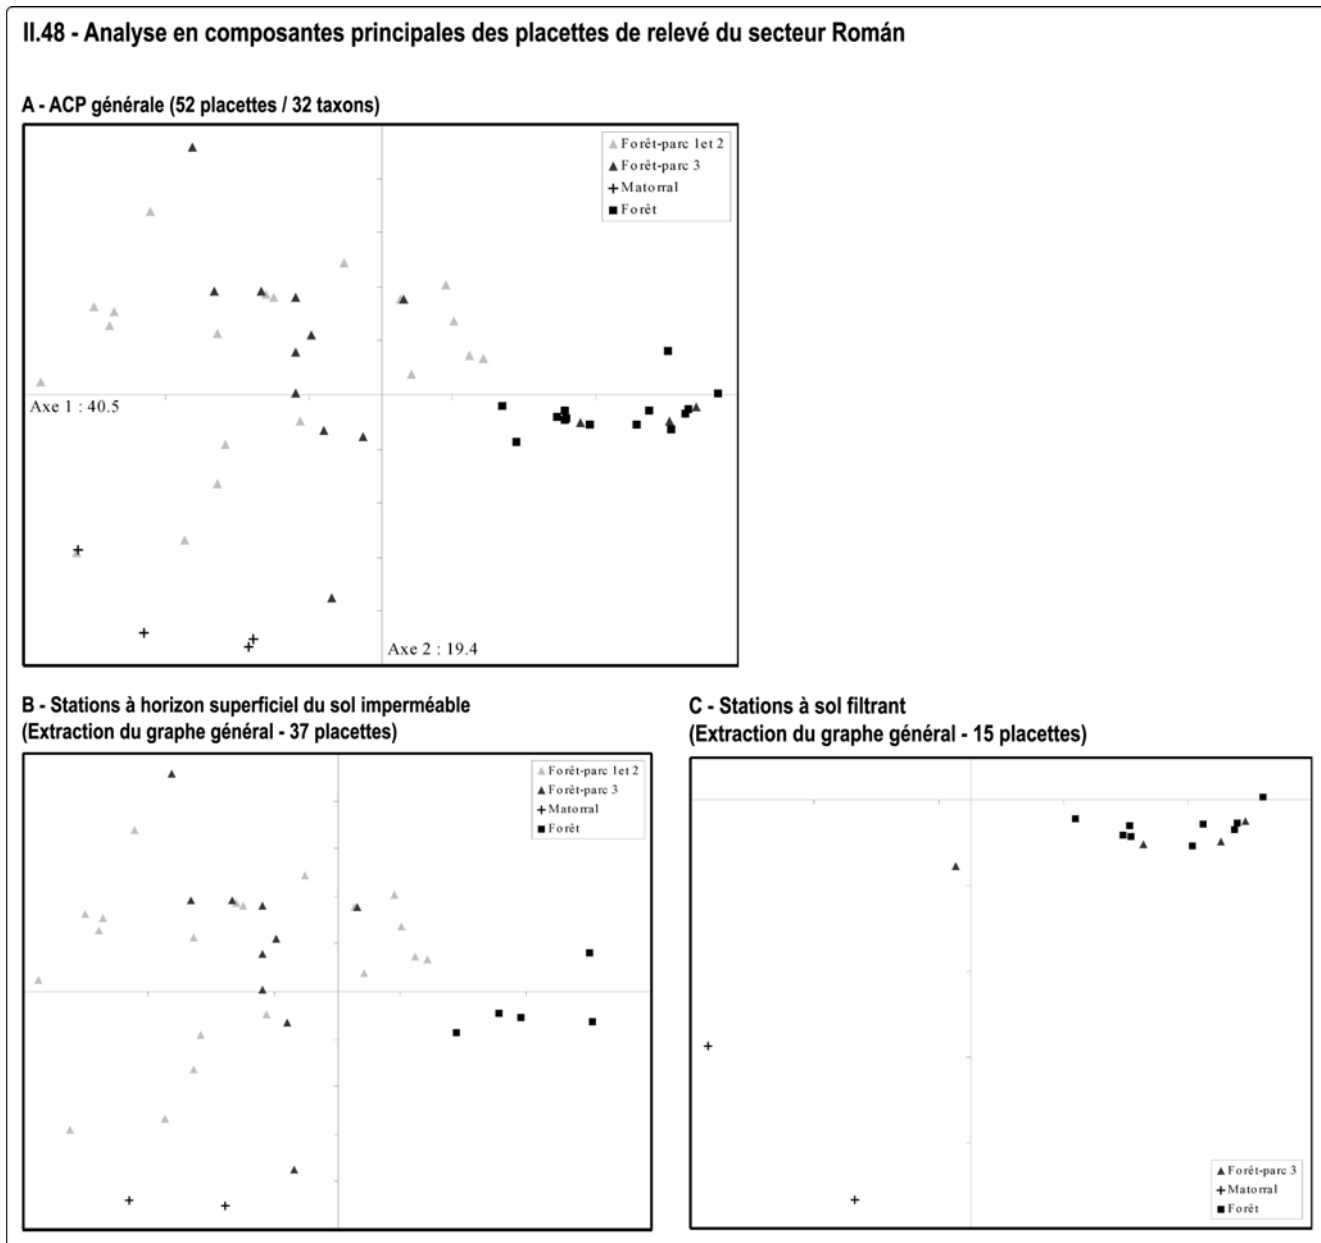 II.48 - Analyse en composantes principales des placettes de relevé du secteur Román
A - ACP générale (52 placettes / 32 taxons)
Forêt-parc 1et 2
Forêt-parc 3
Matorral
Forêt
Axe 1 : 40.5
Axe 2 : 19.4
B - Stations à horizon superficiel du sol imperméable
(Extraction du graphe général - 37 placettes)
Forêt-parc 1et 2
Forêt-parc 3
Matorral
Forêt
C - Stations à sol filtrant
(Extraction du graphe général - 15 placettes)
Forêt-parc 3
Matorral
Forêt